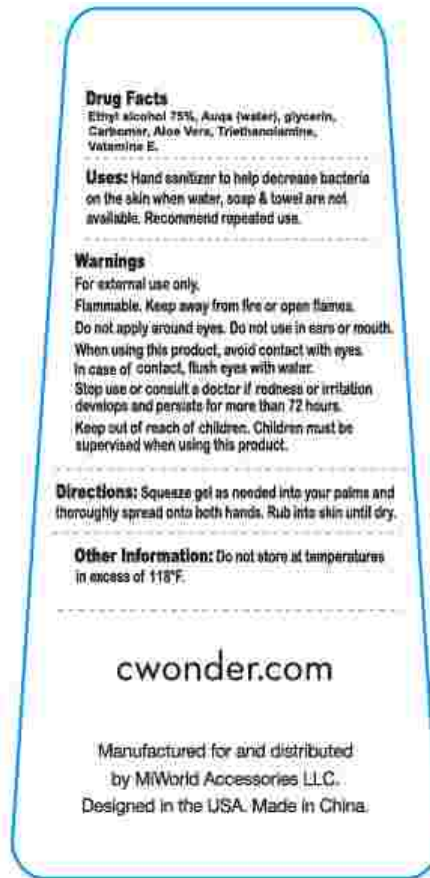 Drug Facts
Ethyl alcohol 75%, Auqa (water), glycerin,
Carbomer, Aloe Vera, Triethanolamine,
Vatamine E.
Uses: Hand sanitizer to help decrease bacteria
on the skin when water, soap & towel are not
available. Recommend repeated use.
Warnings
For external use only.
Flammable. Keep away from fire or open flames.
Do not apply around eyes. Do not use in ears or mouth.
When using this product, avoid contact with eyes.
In case of contact, flush eyes with water.
Stop use or consult a doctor if redness or irritation
develops and persists for more than 72 hours.
Keep out of reach of children. Children must be
supervised when using this product.
Directions: Squeeze gel as needed into your palms and
thoroughly spread onto both hands. Rub into skin until dry.
Other Information: Do not store at temperatures
in excess of 118°F.
cwonder.com
Manufactured for and distributed
by MiWorld Accessories LLC.
Designed in the USA. Made in China.